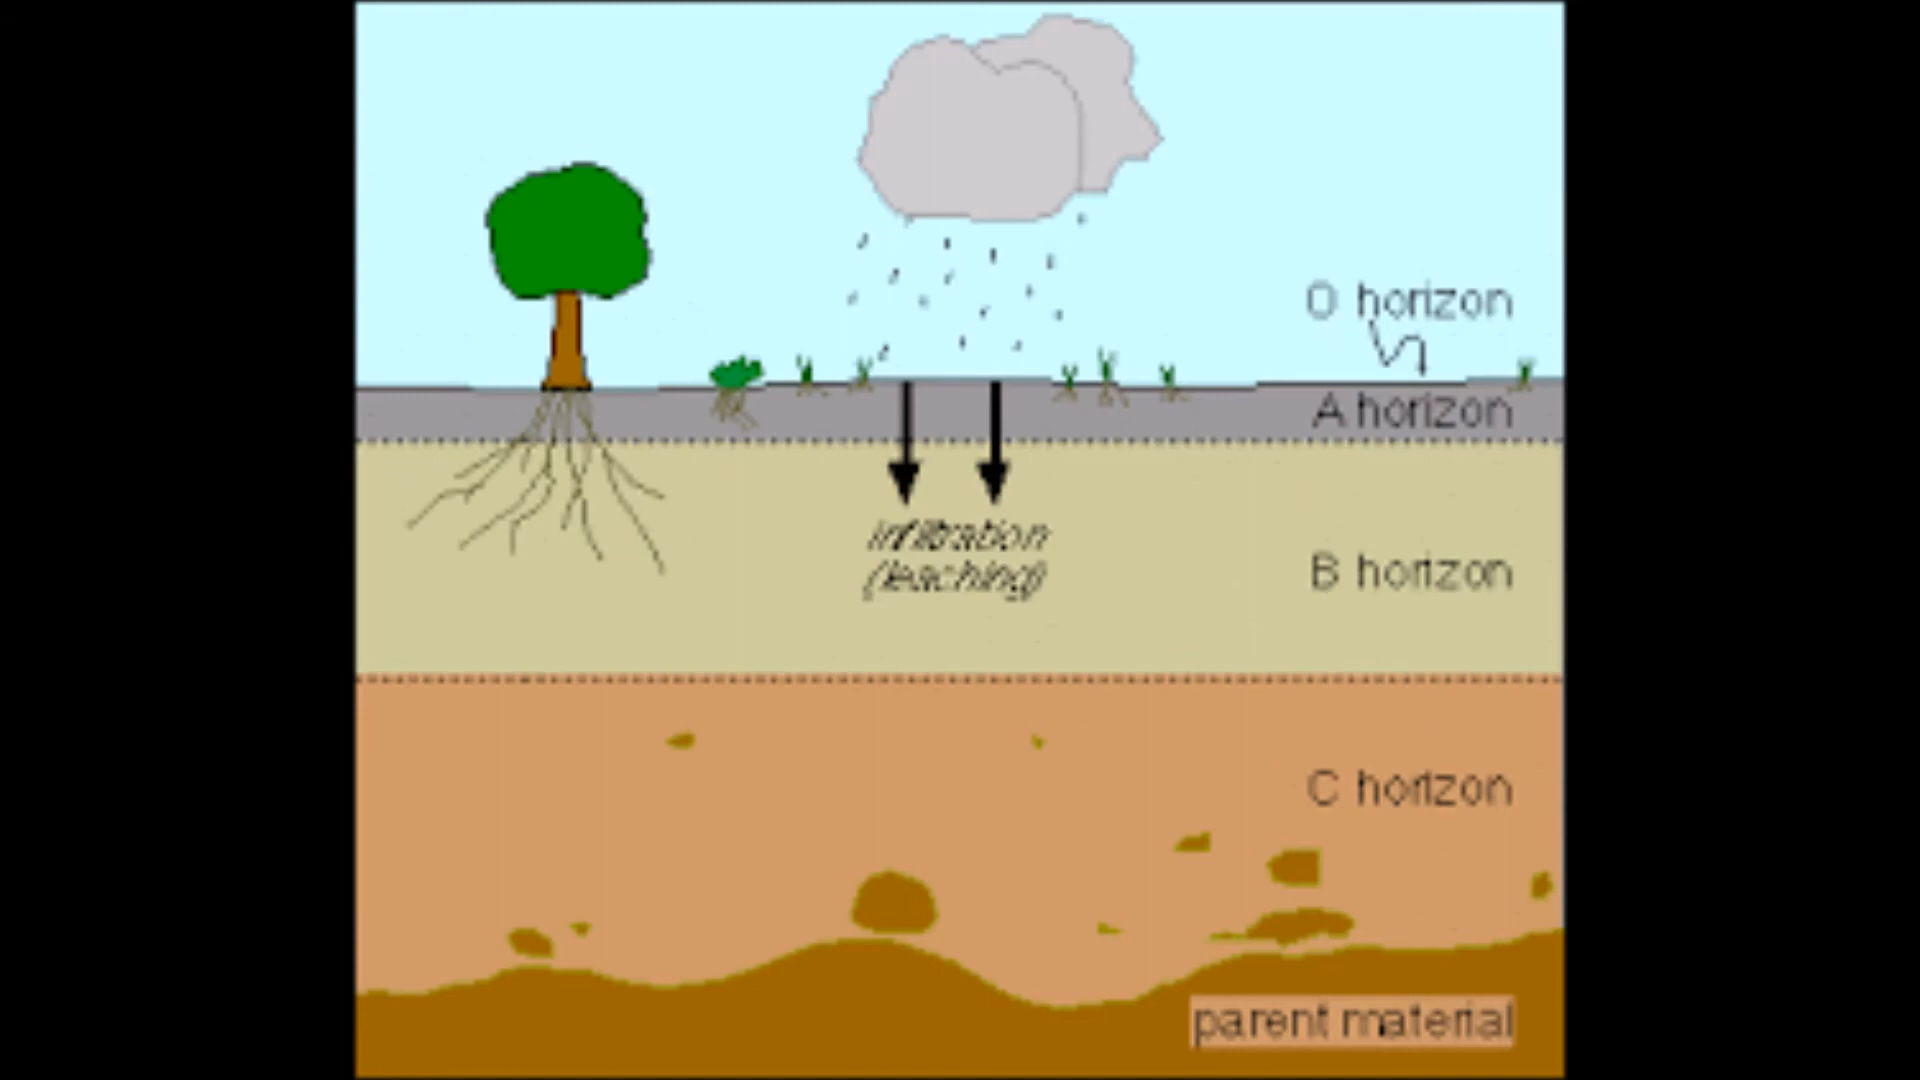 O horizon
A horizon
infiltration
(leaching)
B horizon
C horizon
parent material